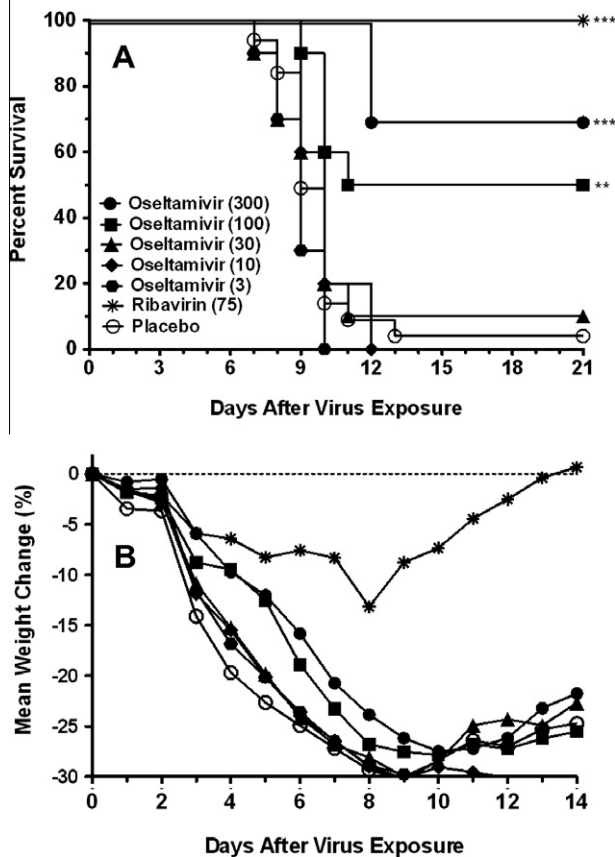 100
80
60
40
20
0
Percent Survival
A
***
***
**
Oseltamivir (300)
Oseltamivir (100)
Oseltamivir (30)
Oseltamivir (10)
Oseltamivir (3)
Ribavirin (75)
Placebo
0 3 6 9 12 15 18 21
Days After Virus Exposure
0
-5
-10
-15
-20
-25
-30
Mean Weight Change (%)
B
0 2 4 6 8 10 12 14
Days After Virus Exposure